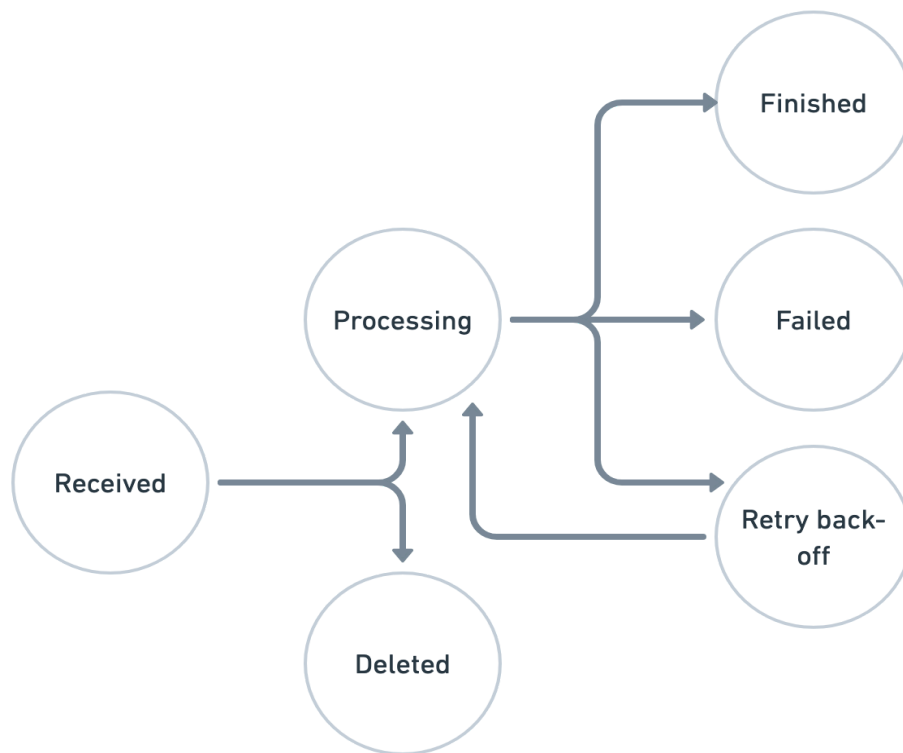 Finished
Processing
Failed
Received
Retry back-
off
Deleted